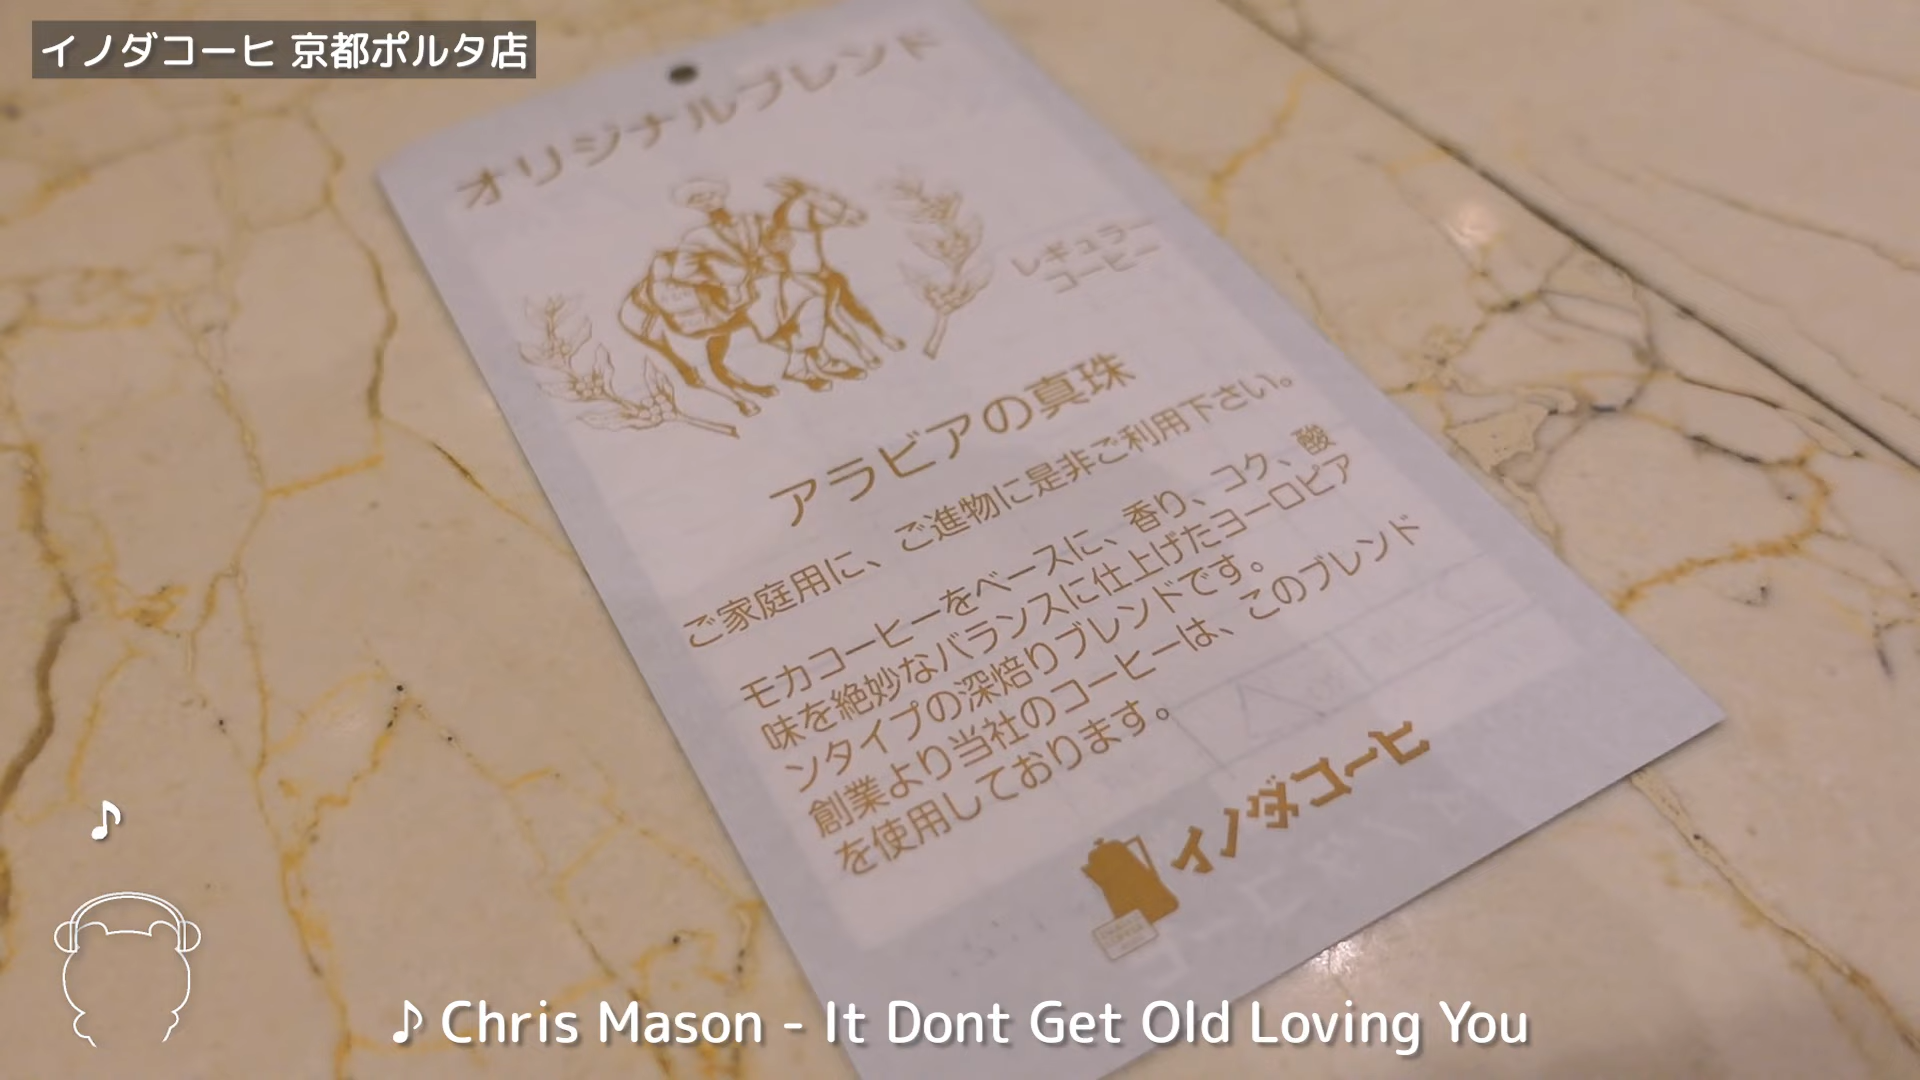 イノダコーヒ 京都ポルタ店
オリジナルブレンド
レギュラー
コーヒー
アラビアの真珠
ご家庭用に、ご進物に是非ご利用下さい。
モカコーヒーをベースに、香り、コク、酸
味を絶妙なバランスに仕上げたヨーロピア
ンタイプの深焙りブレンドです。
創業より当社のコーヒーは、このブレンド
を使用しております。
イノダコーヒ
♪ Chris Mason - It Dont Get Old Loving You